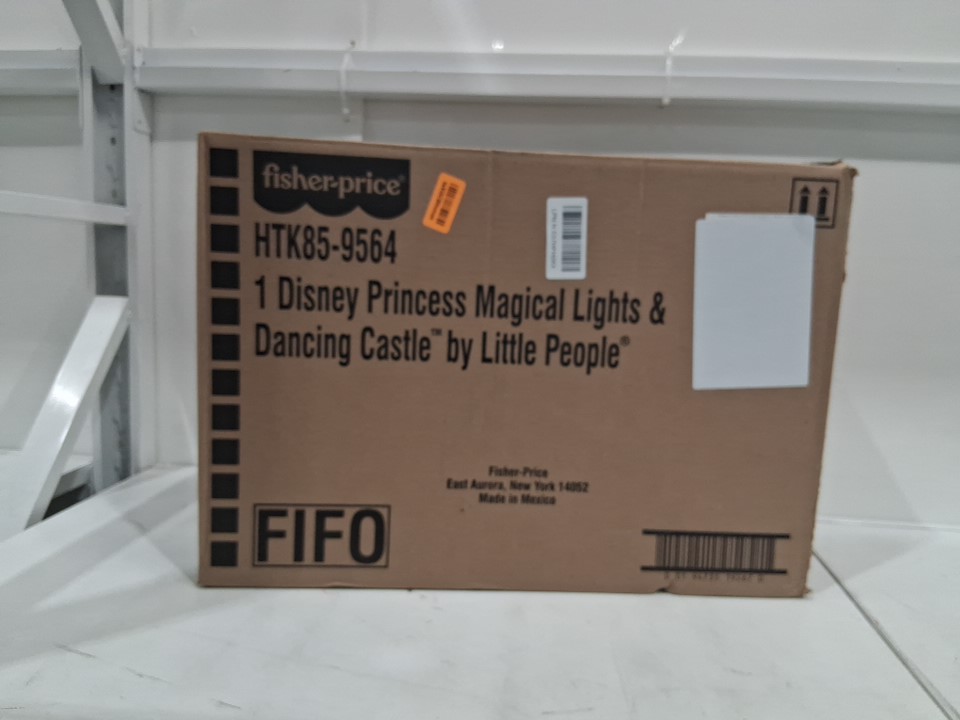 fisher-price®
HTK85-9564
1 Disney Princess Magical Lights &
Dancing Castle™ by Little People®
Fisher-Price
East Aurora, New York 14052
Made in Mexico
FIFO